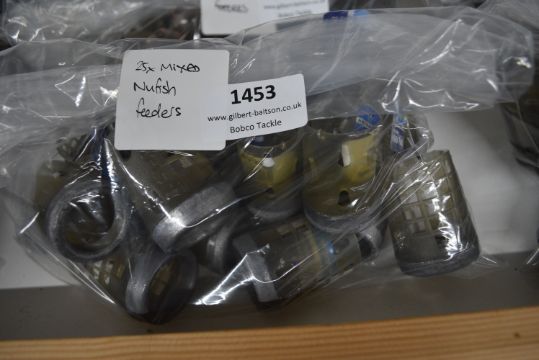 25x Mixed
Nufish
feeders
1453
www.gilbert-baitson.co.uk
Bobco Tackle